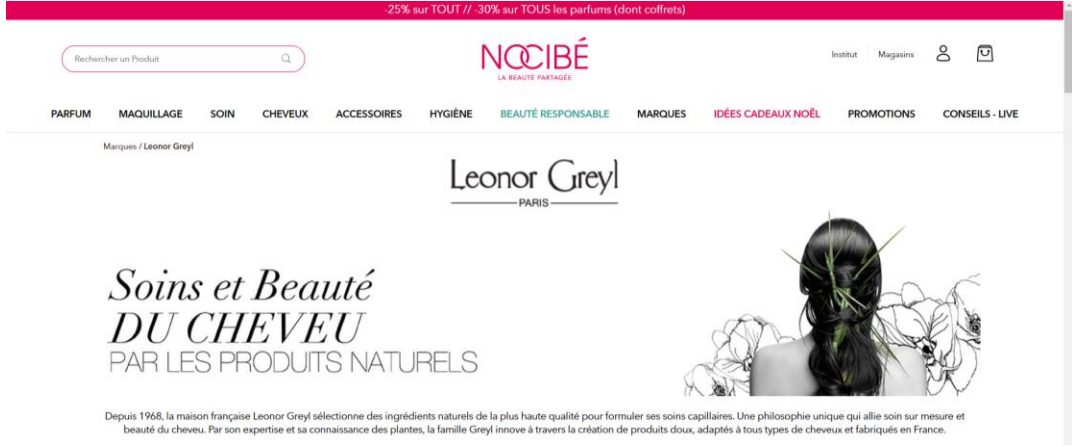 -25% sur TOUT // -30% sur TOUS les parfums (dont coffrets)
Rechercher un Produit
NOCIBÉ
LA BEAUTÉ PARTAGÉE
Institut Magasins
PARFUM MAQUILLAGE SOIN CHEVEUX ACCESSOIRES HYGIÈNE BEAUTÉ RESPONSABLE MARQUES IDÉES CADEAUX NOËL PROMOTIONS CONSEILS - LIVE
Marques / Leonor Greyl
Leonor Greyl
PARIS
Soins et Beauté
DU CHEVEU
PAR LES PRODUITS NATURELS
Depuis 1968, la maison française Leonor Greyl sélectionne des ingrédients naturels de la plus haute qualité pour formuler ses soins capillaires. Une philosophie unique qui allie soin sur mesure et
beauté du cheveu. Par son expertise et sa connaissance des plantes, la famille Greyl innove à travers la création de produits doux, adaptés à tous types de cheveux et fabriqués en France.